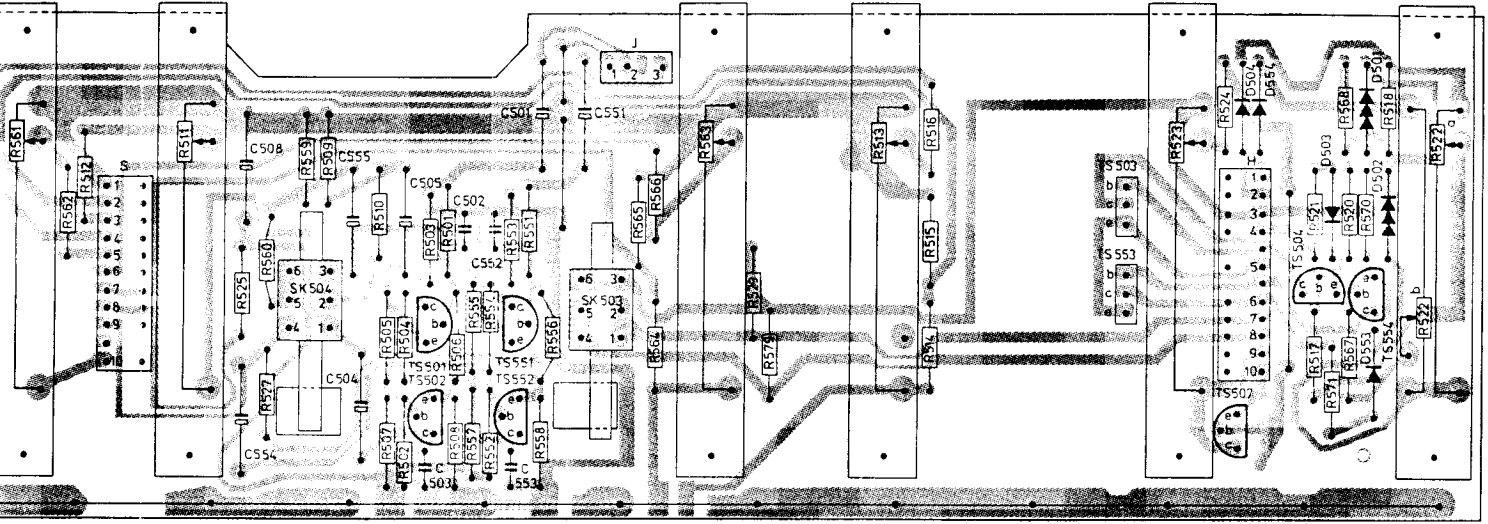 J
1 2 3
C501
C551
R561
R511
C508
R559
R509
C555
R512
R562
S
1
2
3
4
5
6
7
8
9
10
R510
C505
C502
R503
R501
R553
R551
C552
R560
R525
6 3
SK504
5 2
4 1
R505
R504
c
b
e
R506
R555
c
b
e
R556
TS501
TS502
TS551
TS552
R527
C504
C554
R507
R502
e
b
c
R508
R557
R552
e
b
c
R558
C
503
C
553
6 3
SK503
5 2
4 1
R566
R565
R564
R563
R529
R579
R513
R516
R515
R514
TS503
b
c
e
TS553
b
c
e
R523
H
1
2
3
4
5
6
7
8
9
10
TS507
e
b
c
R524
D504
D554
R568
D501
R518
D503
D502
R521
R520
R570
TS504
c
b
e
e
b
c
TS554
R517
R571
R567
D553
R522
a
b
R522